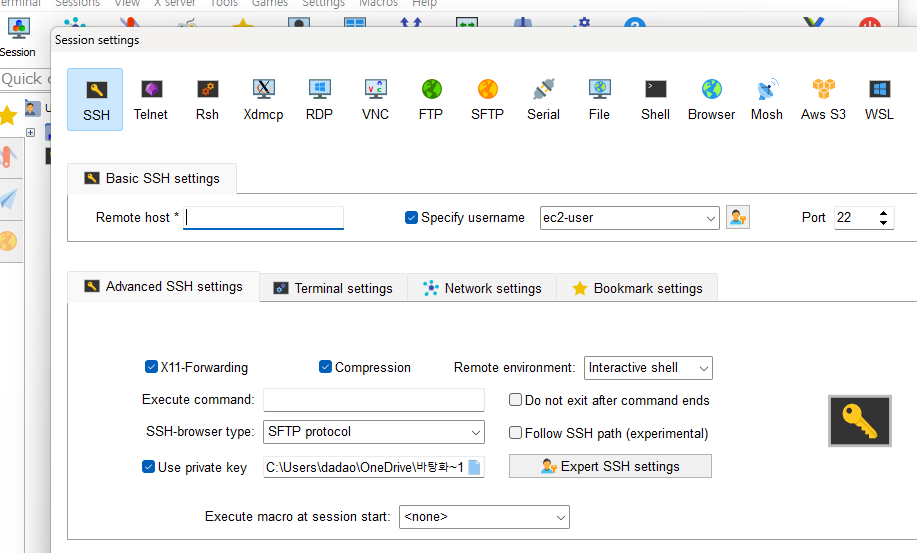 Terminal Sessions View X server Tools Games Settings Macros Help
Session
Session settings
Quick
SSH Telnet Rsh Xdmcp RDP VNC FTP SFTP Serial File Shell Browser Mosh Aws S3 WSL
Basic SSH settings
Remote host * Specify username ec2-user Port 22
Advanced SSH settings Terminal settings Network settings Bookmark settings
X11-Forwarding Compression Remote environment: Interactive shell
Execute command: Do not exit after command ends
SSH-browser type: SFTP protocol Follow SSH path (experimental)
Use private key C:\Users\dadao\OneDrive\바탕화~1 Expert SSH settings
Execute macro at session start: <none>